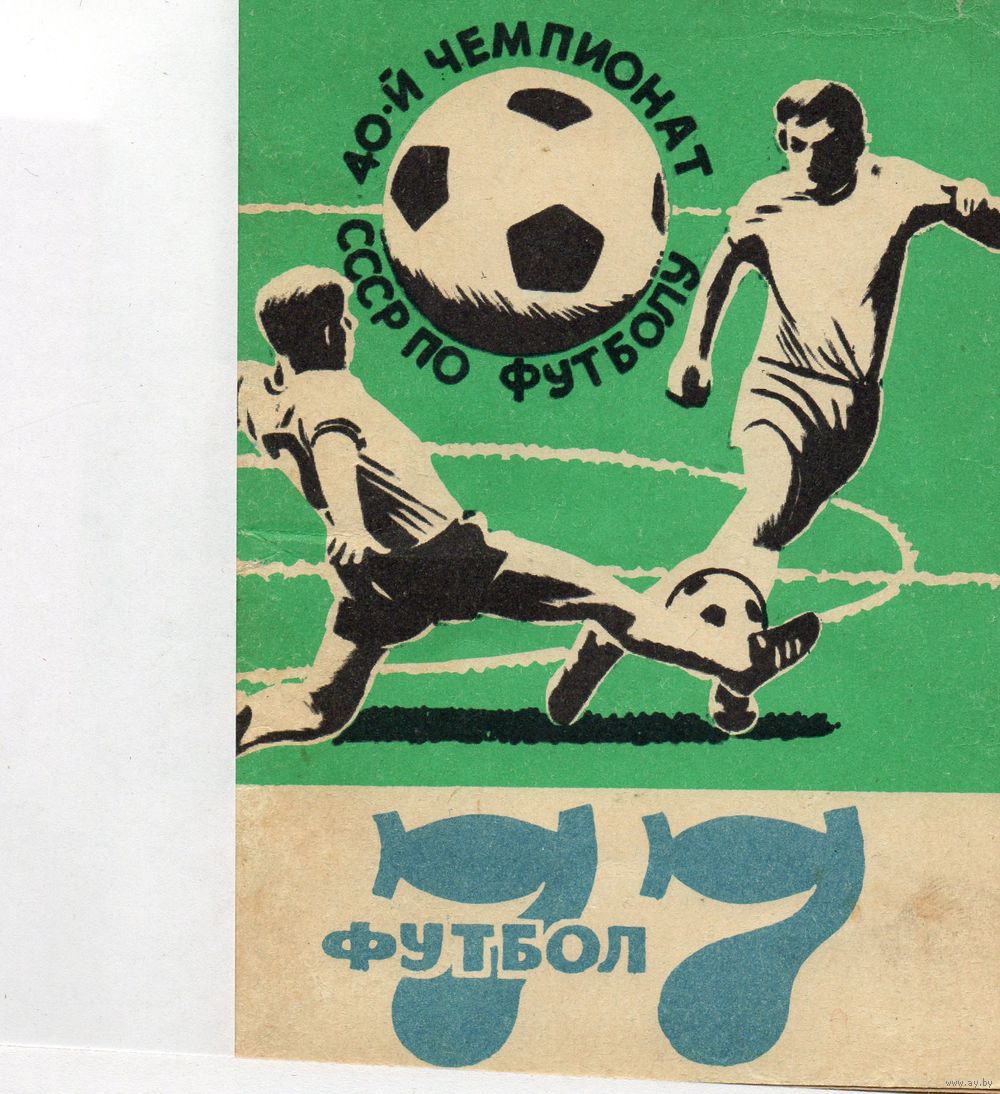 40-Й ЧЕМПИОНАТ
СССР ПО ФУТБОЛУ
77
ФУТБОЛ
www.ay.by